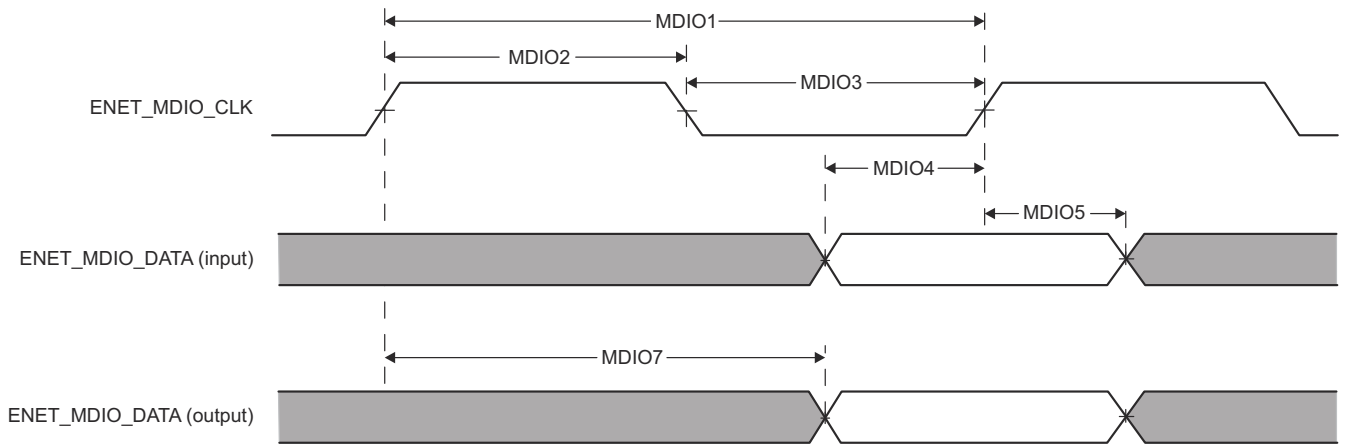 MDIO1
MDIO2
MDIO3
ENET_MDIO_CLK
MDIO4
MDIO5
ENET_MDIO_DATA (input)
MDIO7
ENET_MDIO_DATA (output)